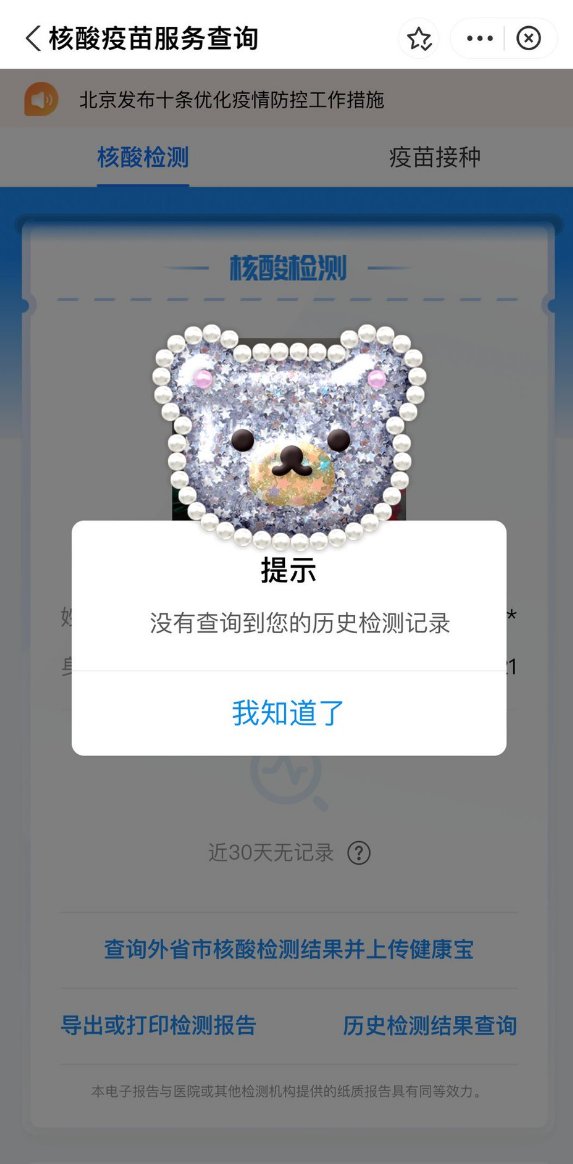 核酸疫苗服务查询
北京发布十条优化疫情防控工作措施
核酸检测
疫苗接种
核酸检测
提示
没有查询到您的历史检测记录
*
21
我知道了
近30天无记录 ?
查询外省市核酸检测结果并上传健康宝
导出或打印检测报告
历史检测结果查询
本电子报告与医院或其他检测机构提供的纸质报告具有同等效力。